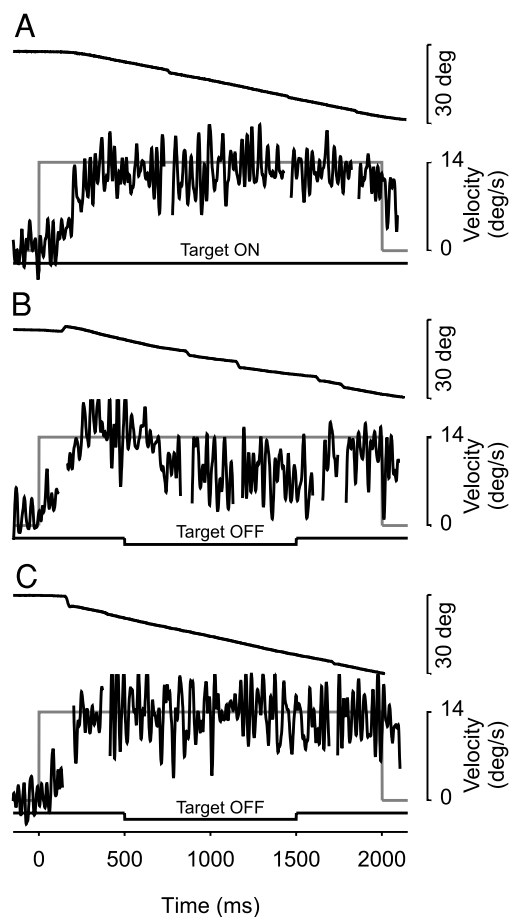 A
30 deg
14
0
Velocity
(deg/s)
Target ON
B
30 deg
14
0
Velocity
(deg/s)
Target OFF
C
30 deg
14
0
Velocity
(deg/s)
Target OFF
0 500 1000 1500 2000
Time (ms)